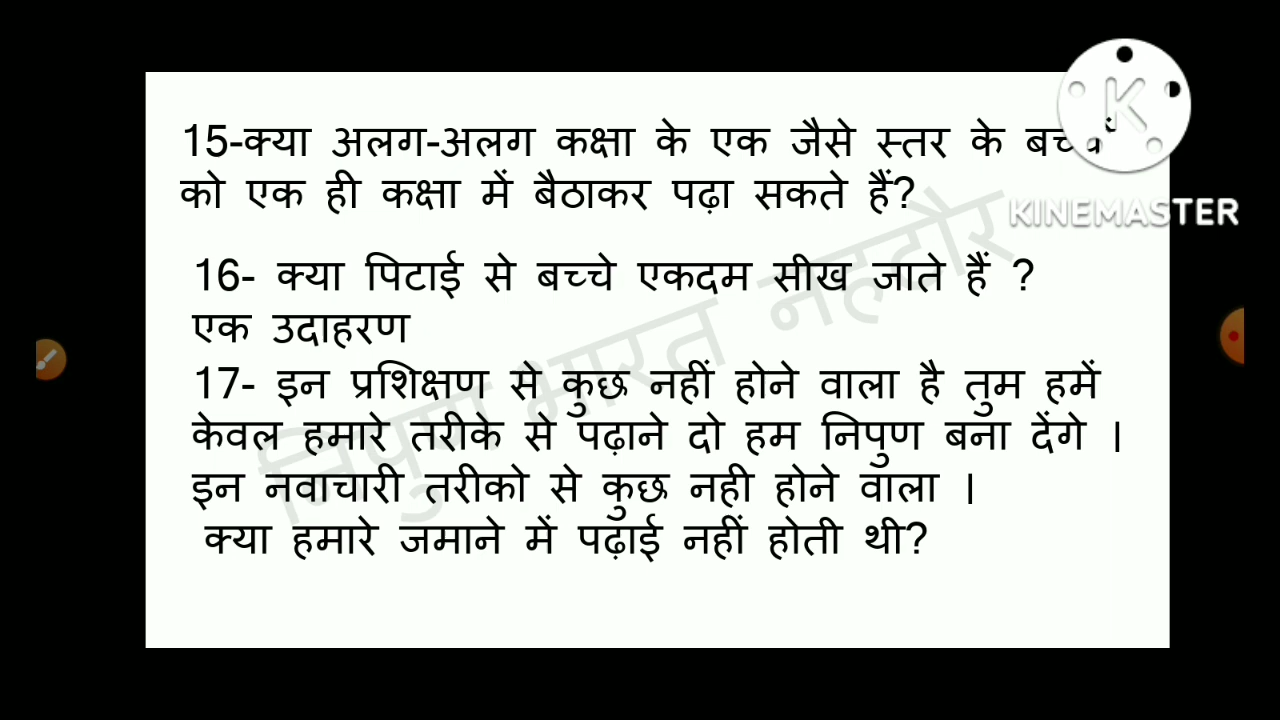 15-क्या अलग-अलग कक्षा के एक जैसे स्तर के
को एक ही कक्षा में बैठाकर पढ़ा सकते हैं?
16- क्या पिटाई से बच्चे एकदम सीख जाते हैं ?
एक उदाहरण
17- इन प्रशिक्षण से कुछ नहीं होने वाला है तुम हमें
केवल हमारे तरीके से पढ़ाने दो हम निपुण बना देंगे ।
इन नवाचारी तरीको से कुछ नही होने वाला ।
क्या हमारे जमाने में पढ़ाई नहीं होती थी?
निपुण भारत नहटौर
K
KINEMASTER